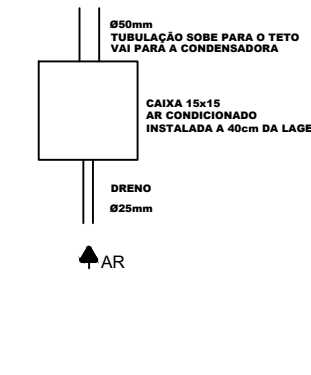 Ø50mm
TUBULAÇÃO SOBE PARA O TETO
VAI PARA A CONDENSADORA
CAIXA 15x15
AR CONDICIONADO
INSTALADA A 40cm DA LAGE
DRENO
Ø25mm
AR